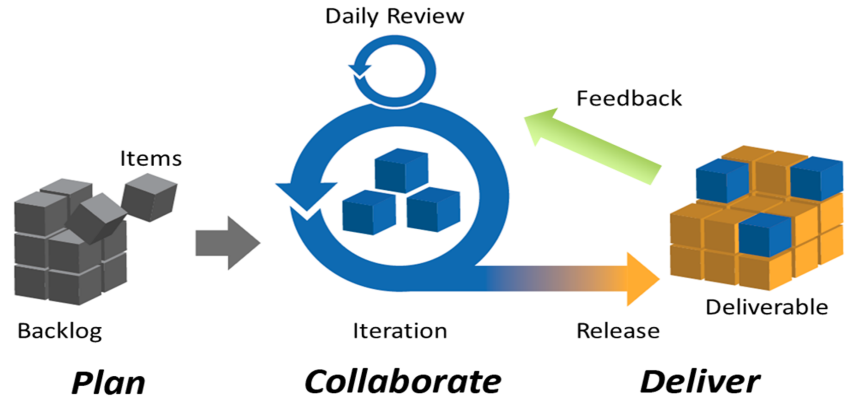 Daily Review
Feedback
Items
Backlog
Iteration
Release
Deliverable
Plan
Collaborate
Deliver